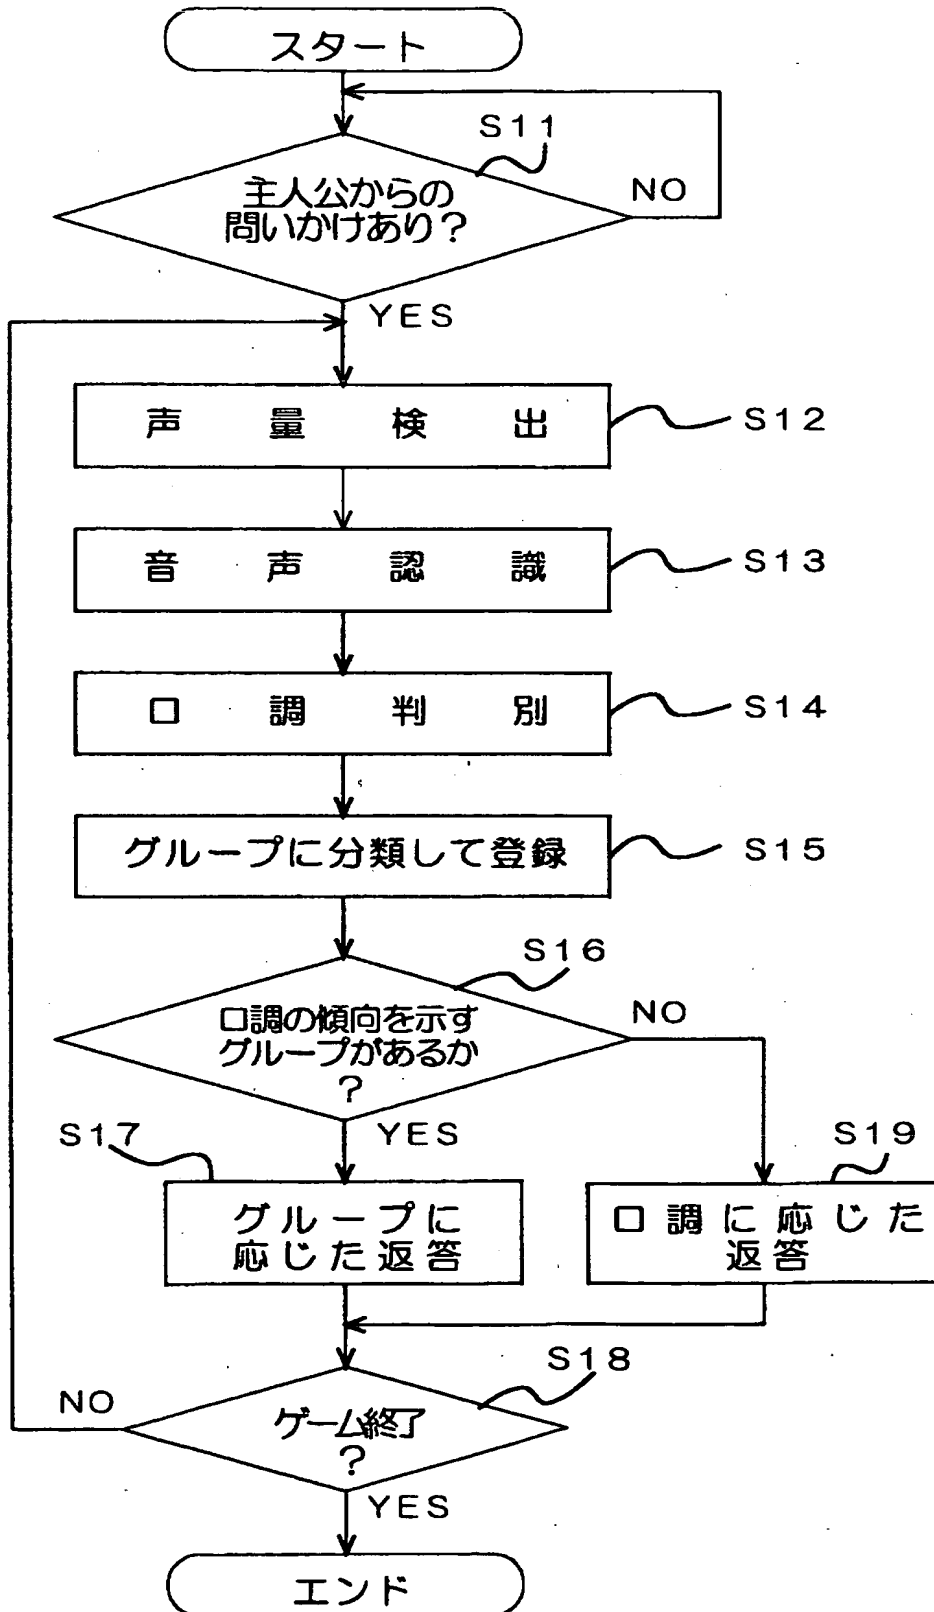 スタート
S11
主人公からの
問いかけあり?
NO
YES
声量検出
S12
音声認識
S13
口調判別
S14
グループに分類して登録
S15
S16
口調の傾向を示す
グループがあるか
?
NO
YES
S17
グループに
応じた返答
S19
口調に応じた
返答
S18
ゲーム終了
?
NO
YES
エンド